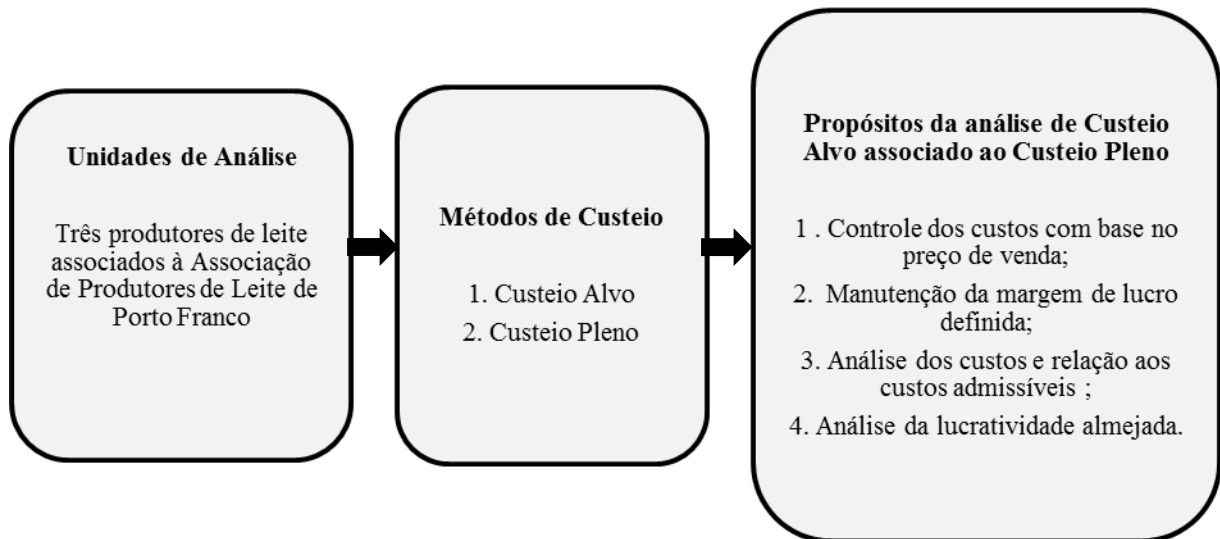 Unidades de Análise
Três produtores de leite
associados à Associação
de Produtores de Leite de
Porto Franco
Métodos de Custeio
1. Custeio Alvo
2. Custeio Pleno
Propósitos da análise de Custeio
Alvo associado ao Custeio Pleno
1 . Controle dos custos com base no
preço de venda;
2. Manutenção da margem de lucro
definida;
3. Análise dos custos e relação aos
custos admissíveis ;
4. Análise da lucratividade almejada.